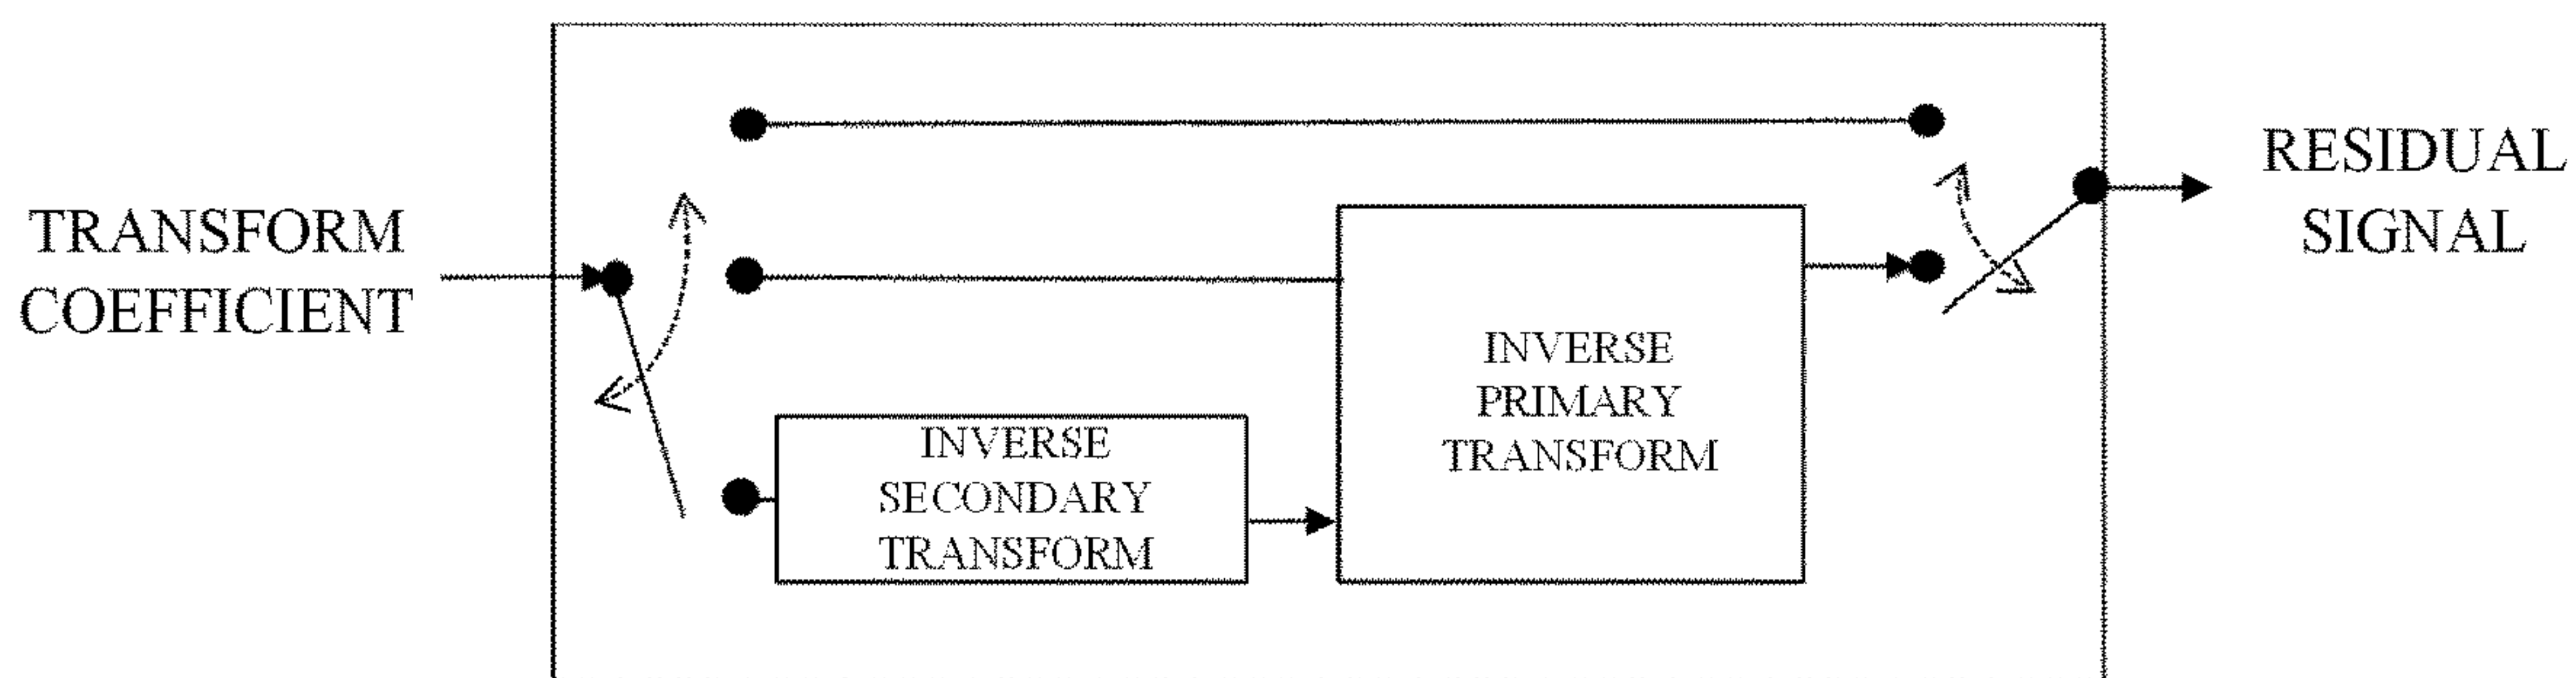 TRANSFORM
COEFFICIENT
INVERSE
SECONDARY
TRANSFORM
INVERSE
PRIMARY
TRANSFORM
RESIDUAL
SIGNAL